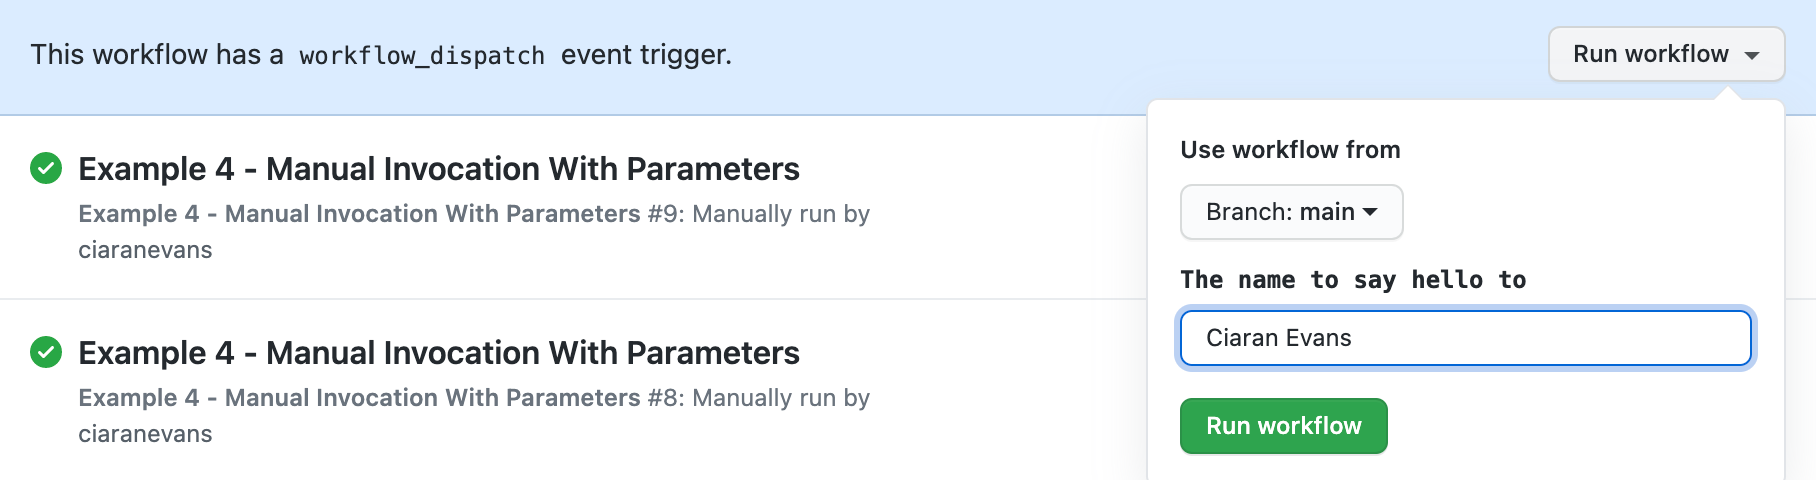 This workflow has a workflow_dispatch event trigger.
Run workflow
Example 4 - Manual Invocation With Parameters
Example 4 - Manual Invocation With Parameters #9: Manually run by
ciaranevans
Example 4 - Manual Invocation With Parameters
Example 4 - Manual Invocation With Parameters #8: Manually run by
ciaranevans
Use workflow from
Branch: main
The name to say hello to
Ciaran Evans
Run workflow